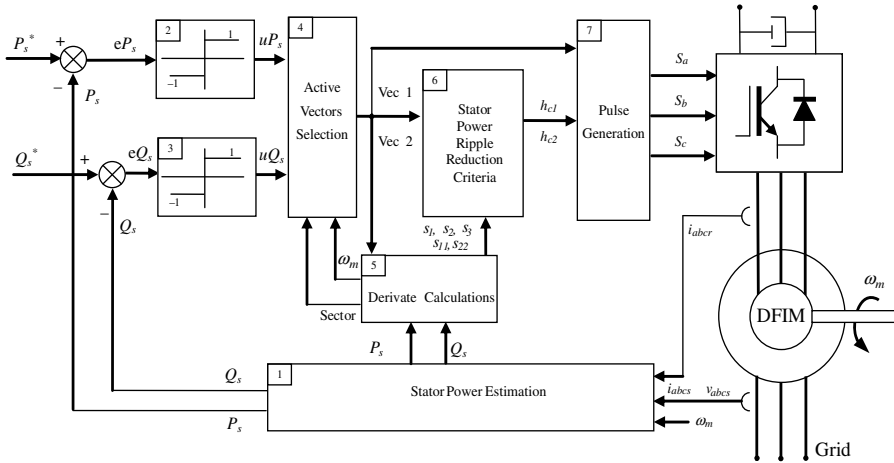 P_s* + eP_s
− P_s
2
1
−1
uP_s
Q_s* + eQ_s
− Q_s
3
1
−1
uQ_s
4
Active
Vectors
Selection
Vec 1
Vec 2
6
Stator
Power
Ripple
Reduction
Criteria
h_c1
h_c2
7
Pulse
Generation
S_a
S_b
S_c
s_1, s_2, s_3
s_11, s_22
ω_m
Sector
5
Derivate Calculations
P_s Q_s
1
Stator Power Estimation
Q_s
P_s
i_abcr
i_abcs v_abcs
ω_m
DFIM
ω_m
Grid